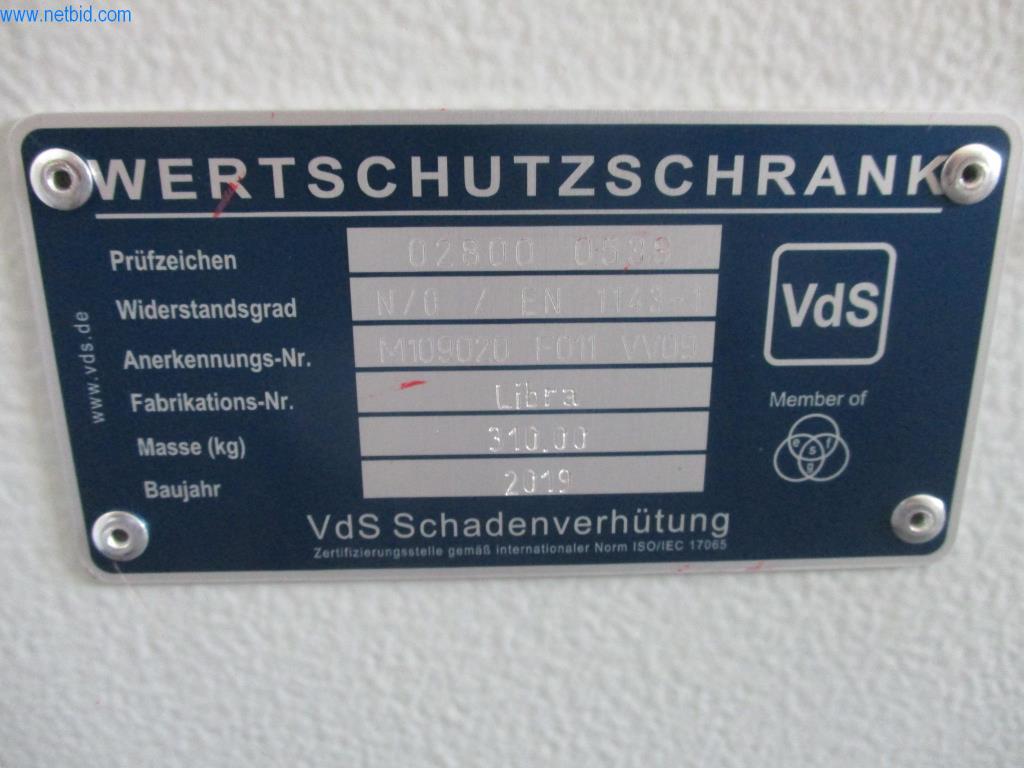 www.netbid.com
WERTSCHUTZSCHRANK
Prüfzeichen 02800 0539
Widerstandsgrad N/0 / EN 1143-1
Anerkennungs-Nr. M109020 F011 VV09
Fabrikations-Nr. Libra
Masse (kg) 310.00
Baujahr 2019
www.vds.de
VdS
Member of
e s f g
VdS Schadenverhütung
Zertifizierungsstelle gemäß internationaler Norm ISO/IEC 17065